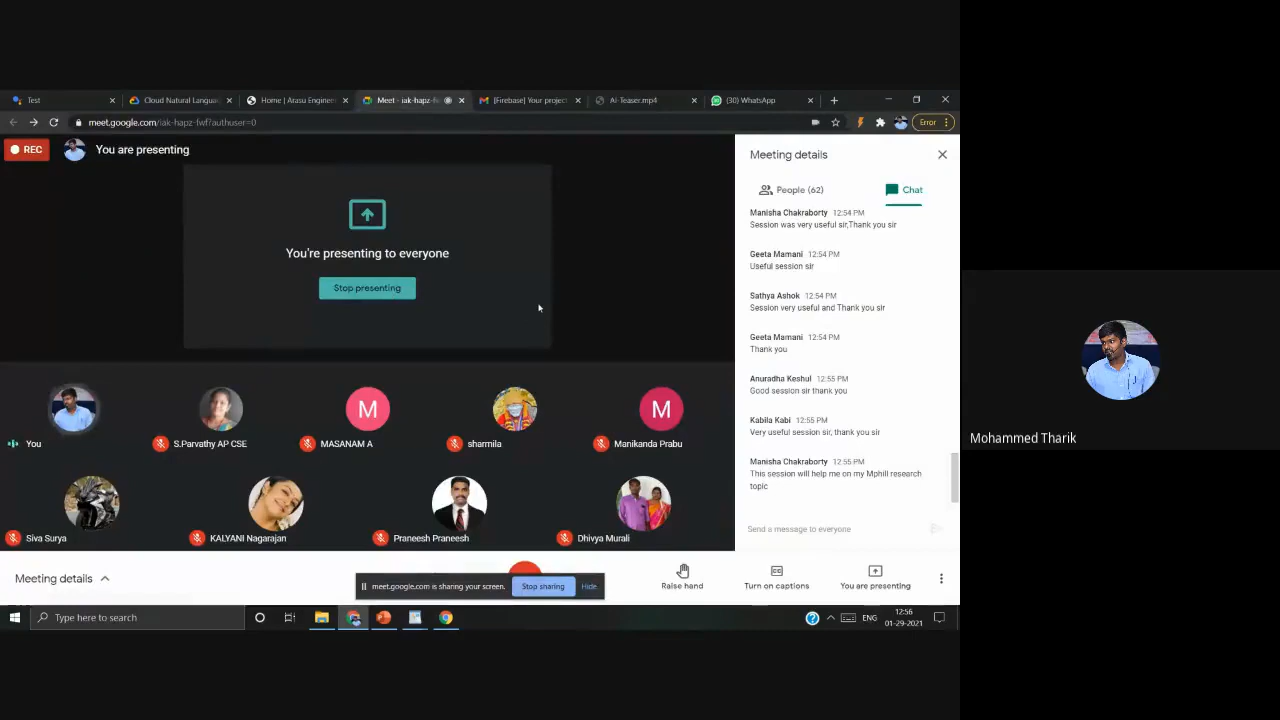 Test
Cloud Natural Langua
Home | Arasu Enginee
Meet - iak-hapz-f
[Firebase] Your project
AI-Teaser.mp4
(30) WhatsApp
meet.google.com/iak-hapz-fwf?authuser=0
Error
REC
You are presenting
You're presenting to everyone
Stop presenting
You
S.Parvathy AP CSE
M
MASANAM A
sharmila
M
Manikanda Prabu
Siva Surya
KALYANI Nagarajan
Praneesh Praneesh
Dhivya Murali
Meeting details
People (62)
Chat
Manisha Chakraborty 12:54 PM
Session was very useful sir,Thank you sir
Geeta Mamani 12:54 PM
Useful session sir
Sathya Ashok 12:54 PM
Session very useful and Thank you sir
Geeta Mamani 12:54 PM
Thank you
Anuradha Keshul 12:55 PM
Good session sir thank you
Kabila Kabi 12:55 PM
Very useful session sir, thank you sir
Manisha Chakraborty 12:55 PM
This session will help me on my Mphill research
topic
Send a message to everyone
Meeting details
meet.google.com is sharing your screen.
Stop sharing
Hide
Raise hand
Turn on captions
You are presenting
Type here to search
ENG
12:56
01-29-2021
Mohammed Tharik